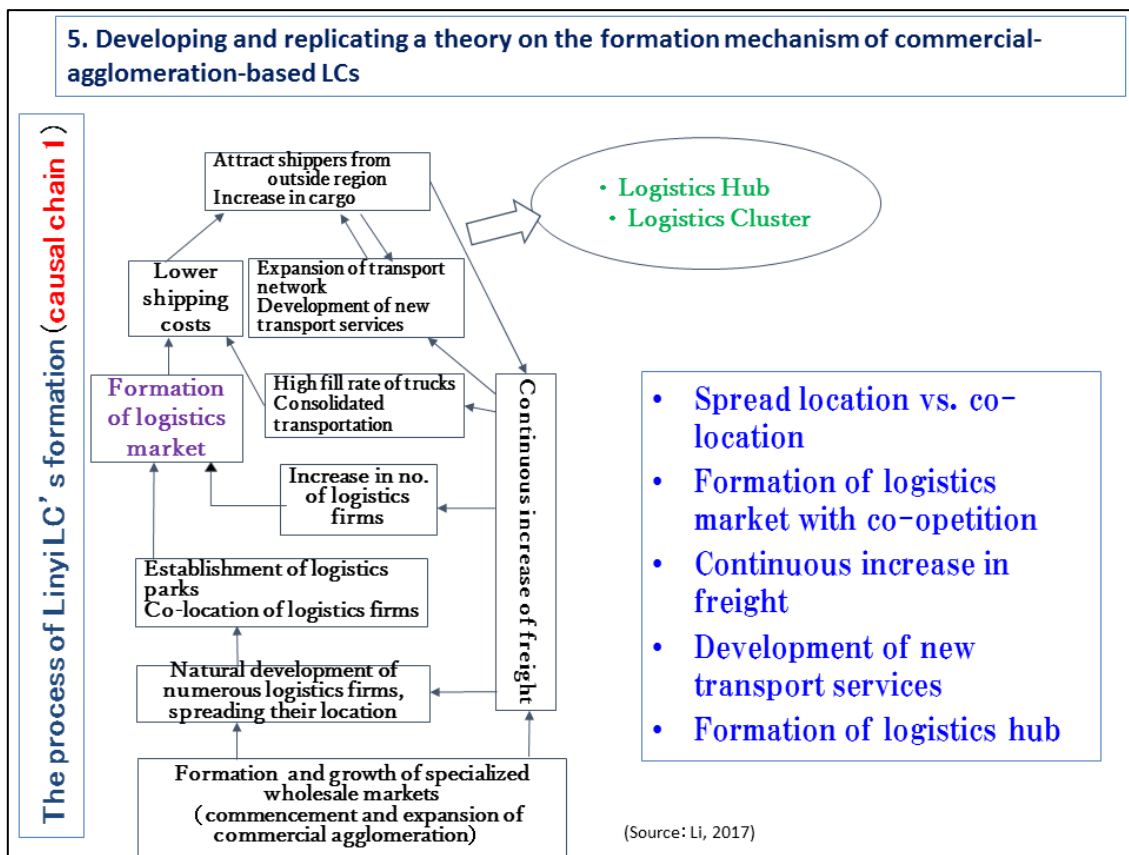 5. Developing and replicating a theory on the formation mechanism of commercial-
agglomeration-based LCs
The process of Linyi LC’s formation (causal chain 1)
Attract shippers from
outside region
Increase in cargo
・Logistics Hub
・Logistics Cluster
Lower
shipping
costs
Expansion of transport
network
Development of new
transport services
Formation
of logistics
market
High fill rate of trucks
Consolidated
transportation
Continuous increase of freight
Increase in no.
of logistics
firms
Establishment of logistics
parks
Co-location of logistics firms
Natural development of
numerous logistics firms,
spreading their location
Formation and growth of specialized
wholesale markets
(commencement and expansion of
commercial agglomeration)
• Spread location vs. co-
location
• Formation of logistics
market with co-opetition
• Continuous increase in
freight
• Development of new
transport services
• Formation of logistics hub
(Source: Li, 2017)